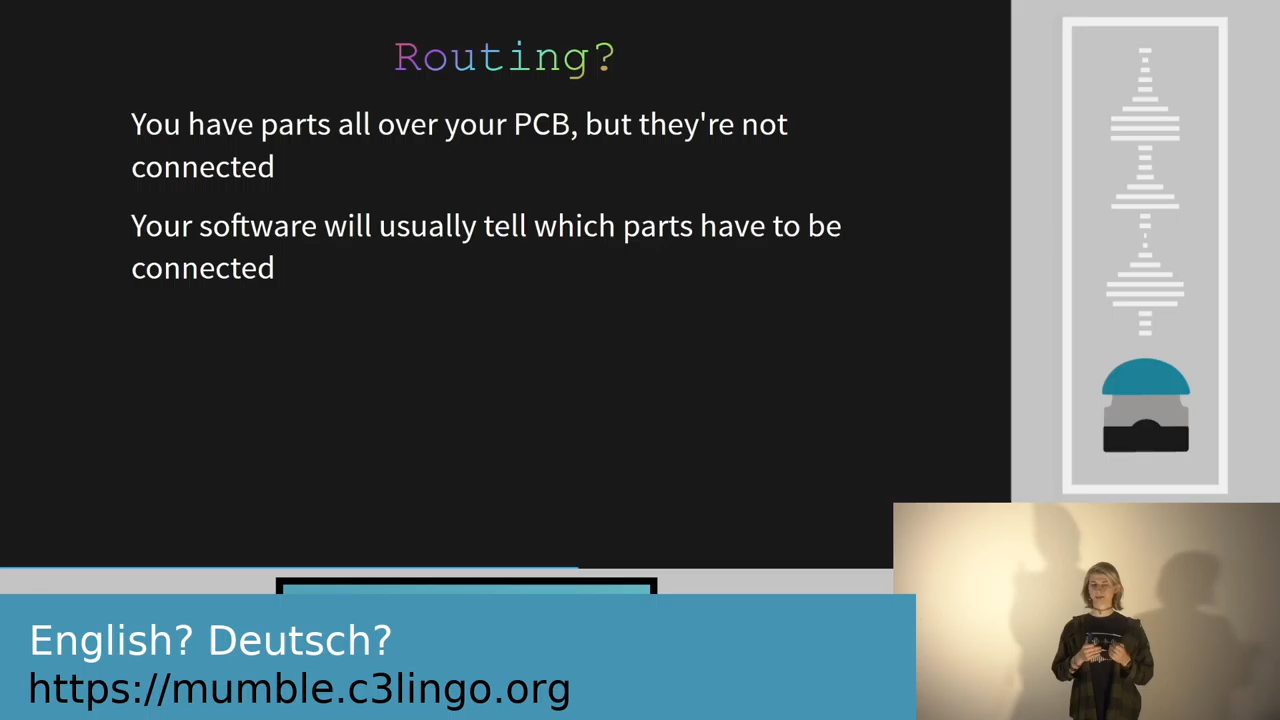 Routing?
You have parts all over your PCB, but they're not
connected
Your software will usually tell which parts have to be
connected
English? Deutsch?
https://mumble.c3lingo.org